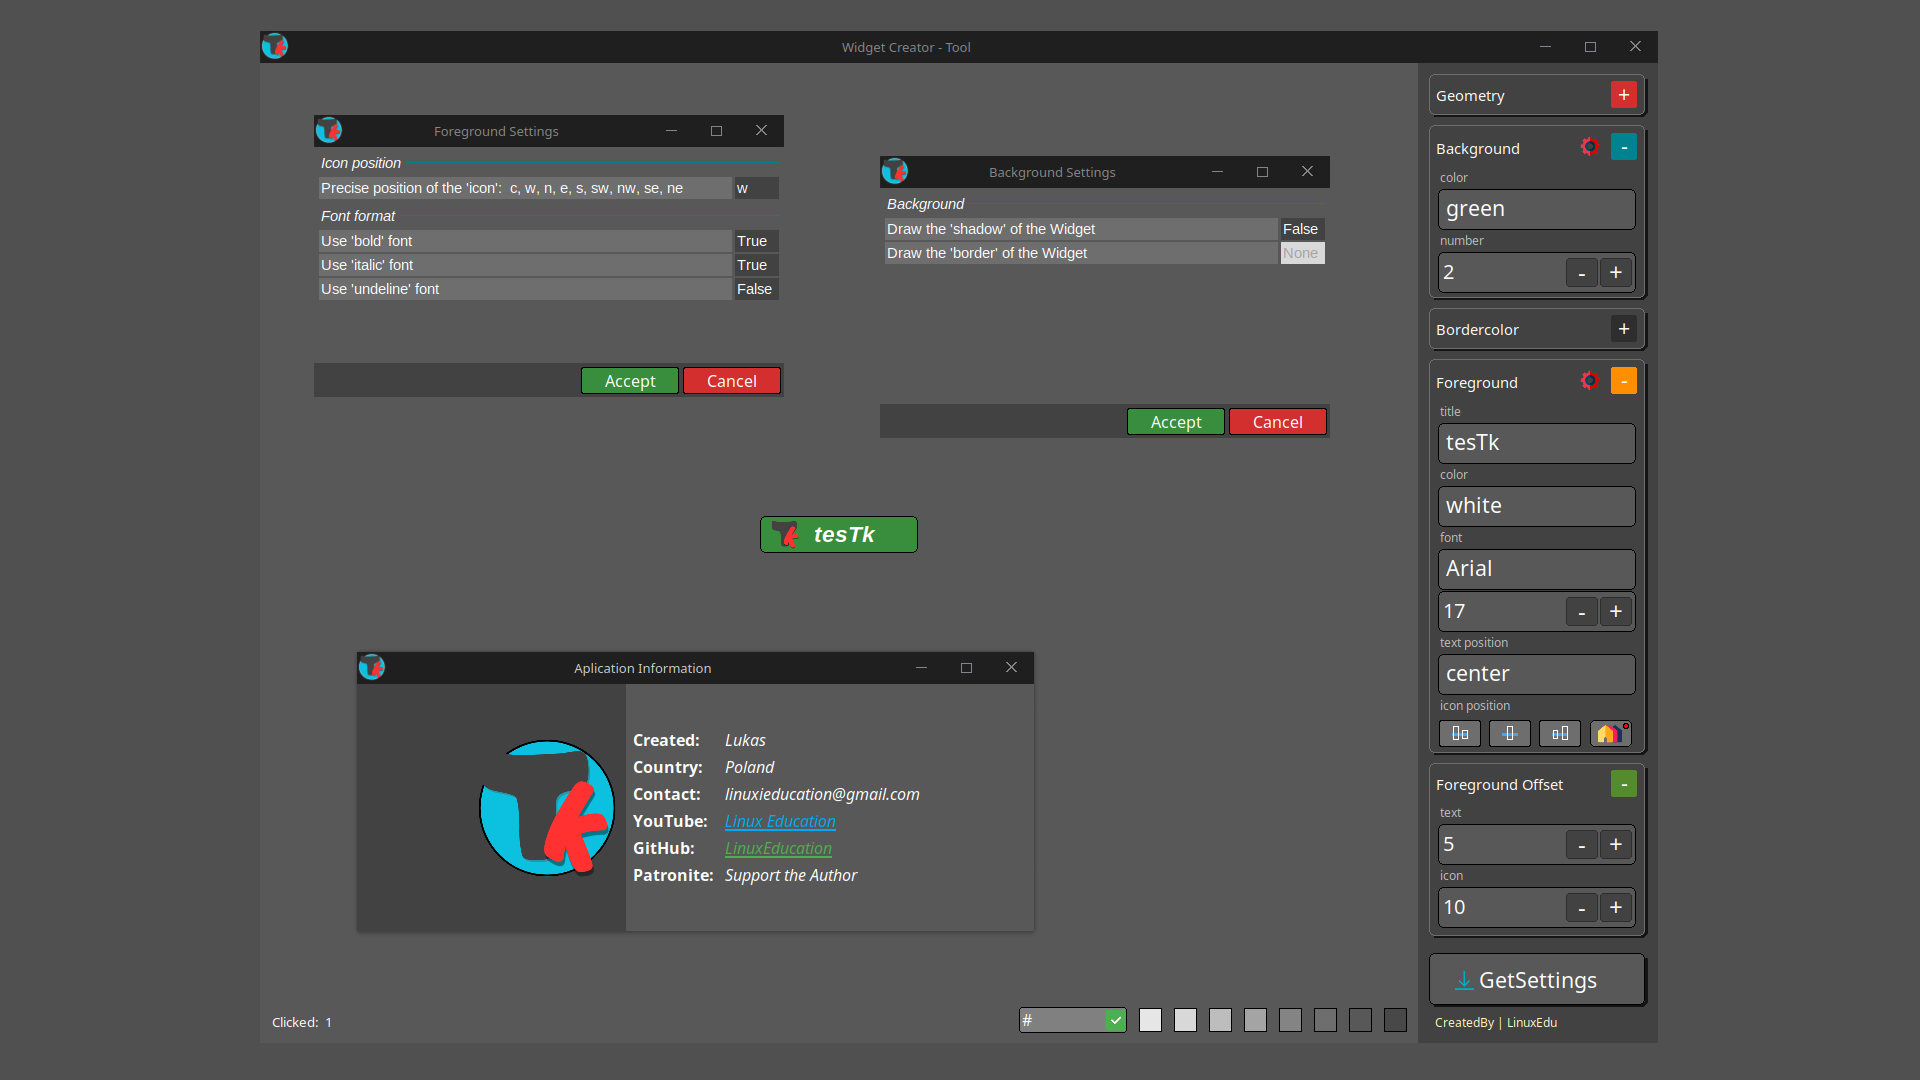 Widget Creator - Tool
Foreground Settings
Icon position
Precise position of the 'icon':  c, w, n, e, s, sw, nw, se, ne
w
Font format
Use 'bold' font
True
Use 'italic' font
True
Use 'undeline' font
False
Accept
Cancel
Background Settings
Background
Draw the 'shadow' of the Widget
False
Draw the 'border' of the Widget
None
Accept
Cancel
Tk tesTk
Aplication Information
Tk
Created: Lukas
Country: Poland
Contact: linuxieducation@gmail.com
YouTube: Linux Education
GitHub: LinuxEducation
Patronite: Support the Author
Clicked: 1
#
Geometry +
Background -
color
green
number
2 - +
Bordercolor +
Foreground -
title
tesTk
color
white
font
Arial
17 - +
text position
center
icon position
Foreground Offset -
text
5 - +
icon
10 - +
GetSettings
CreatedBy | LinuxEdu